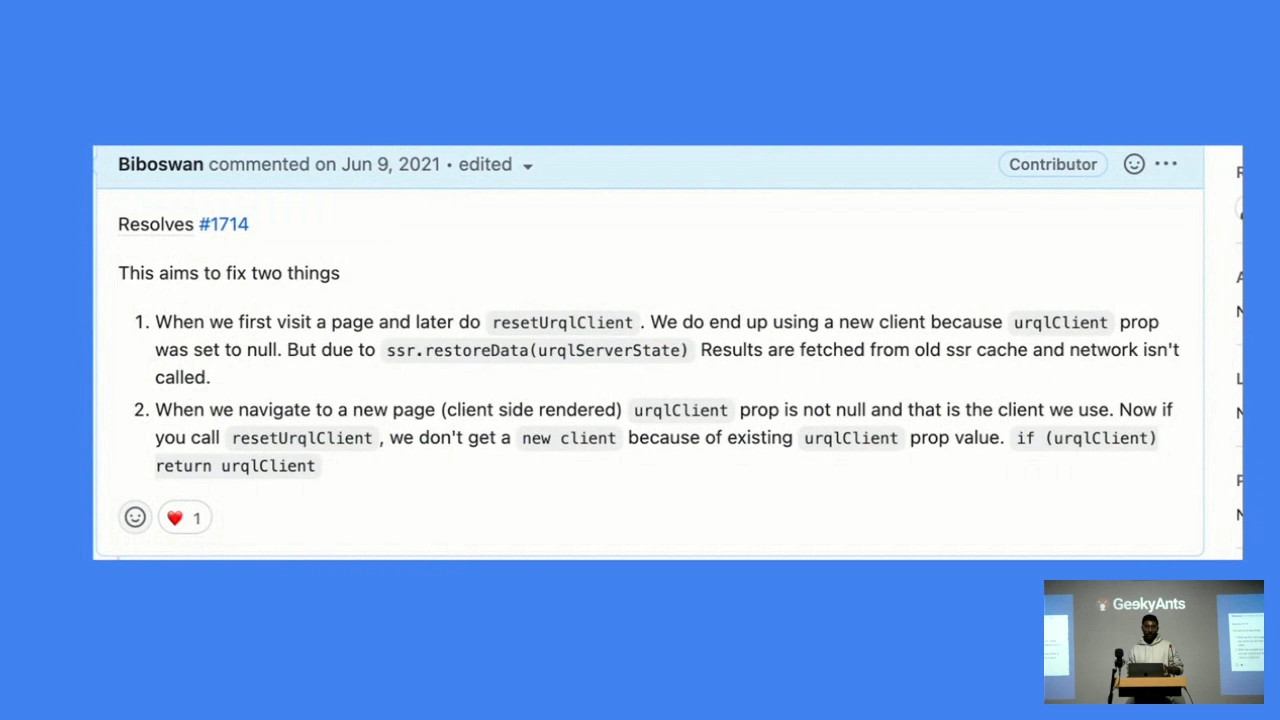 Biboswan commented on Jun 9, 2021 • edited
Contributor
Resolves #1714
This aims to fix two things
1. When we first visit a page and later do resetUrqlClient . We do end up using a new client because urqlClient prop
was set to null. But due to ssr.restoreData(urqlServerState) Results are fetched from old ssr cache and network isn't
called.
2. When we navigate to a new page (client side rendered) urqlClient prop is not null and that is the client we use. Now if
you call resetUrqlClient , we don't get a new client because of existing urqlClient prop value. if (urqlClient)
return urqlClient
1
GeekyAnts